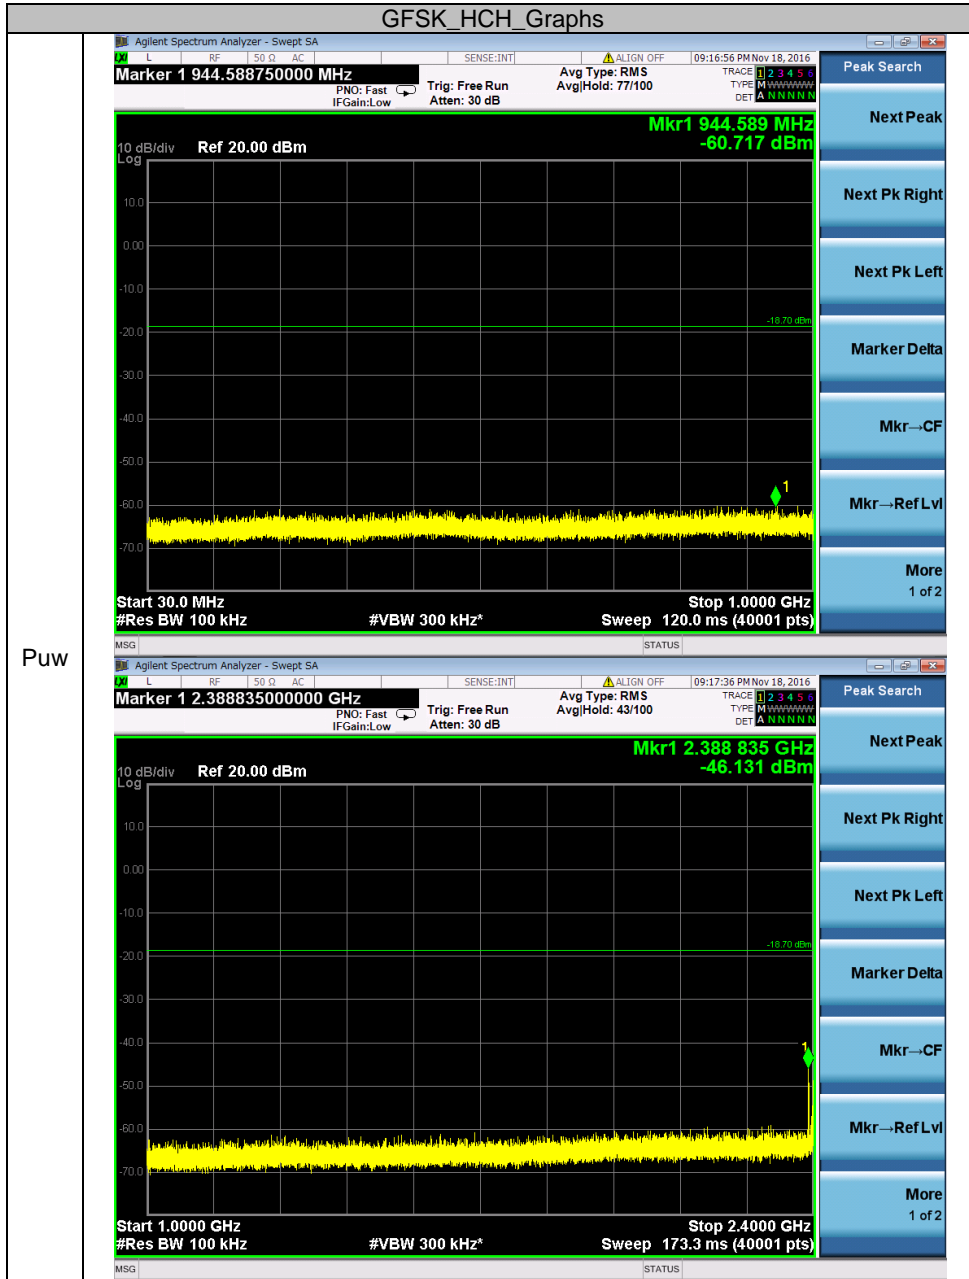 GFSK_HCH_Graphs
Puw
Agilent Spectrum Analyzer - Swept SA
LXI L RF 50 Ω AC SENSE:INT ALIGN OFF 09:16:56 PM Nov 18, 2016
Marker 1 944.588750000 MHz
PNO: Fast
IFGain:Low
Trig: Free Run
Atten: 30 dB
Avg Type: RMS
Avg|Hold: 77/100
TRACE 1 2 3 4 5 6
TYPE M WWWWW
DET A N N N N N
Mkr1 944.589 MHz
-60.717 dBm
10 dB/div Ref 20.00 dBm
Log
10.0
0.00
-10.0
-18.70 dBm
-20.0
-30.0
-40.0
-50.0
1
-60.0
-70.0
Start 30.0 MHz Stop 1.0000 GHz
#Res BW 100 kHz #VBW 300 kHz* Sweep 120.0 ms (40001 pts)
MSG STATUS
Peak Search
Next Peak
Next Pk Right
Next Pk Left
Marker Delta
Mkr→CF
Mkr→Ref Lvl
More
1 of 2
Agilent Spectrum Analyzer - Swept SA
LXI L RF 50 Ω AC SENSE:INT ALIGN OFF 09:17:36 PM Nov 18, 2016
Marker 1 2.388835000000 GHz
PNO: Fast
IFGain:Low
Trig: Free Run
Atten: 30 dB
Avg Type: RMS
Avg|Hold: 43/100
TRACE 1 2 3 4 5 6
TYPE M WWWWW
DET A N N N N N
Mkr1 2.388 835 GHz
-46.131 dBm
10 dB/div Ref 20.00 dBm
Log
10.0
0.00
-10.0
-18.70 dBm
-20.0
-30.0
-40.0
1
-50.0
-60.0
-70.0
Start 1.0000 GHz Stop 2.4000 GHz
#Res BW 100 kHz #VBW 300 kHz* Sweep 173.3 ms (40001 pts)
MSG STATUS
Peak Search
Next Peak
Next Pk Right
Next Pk Left
Marker Delta
Mkr→CF
Mkr→Ref Lvl
More
1 of 2